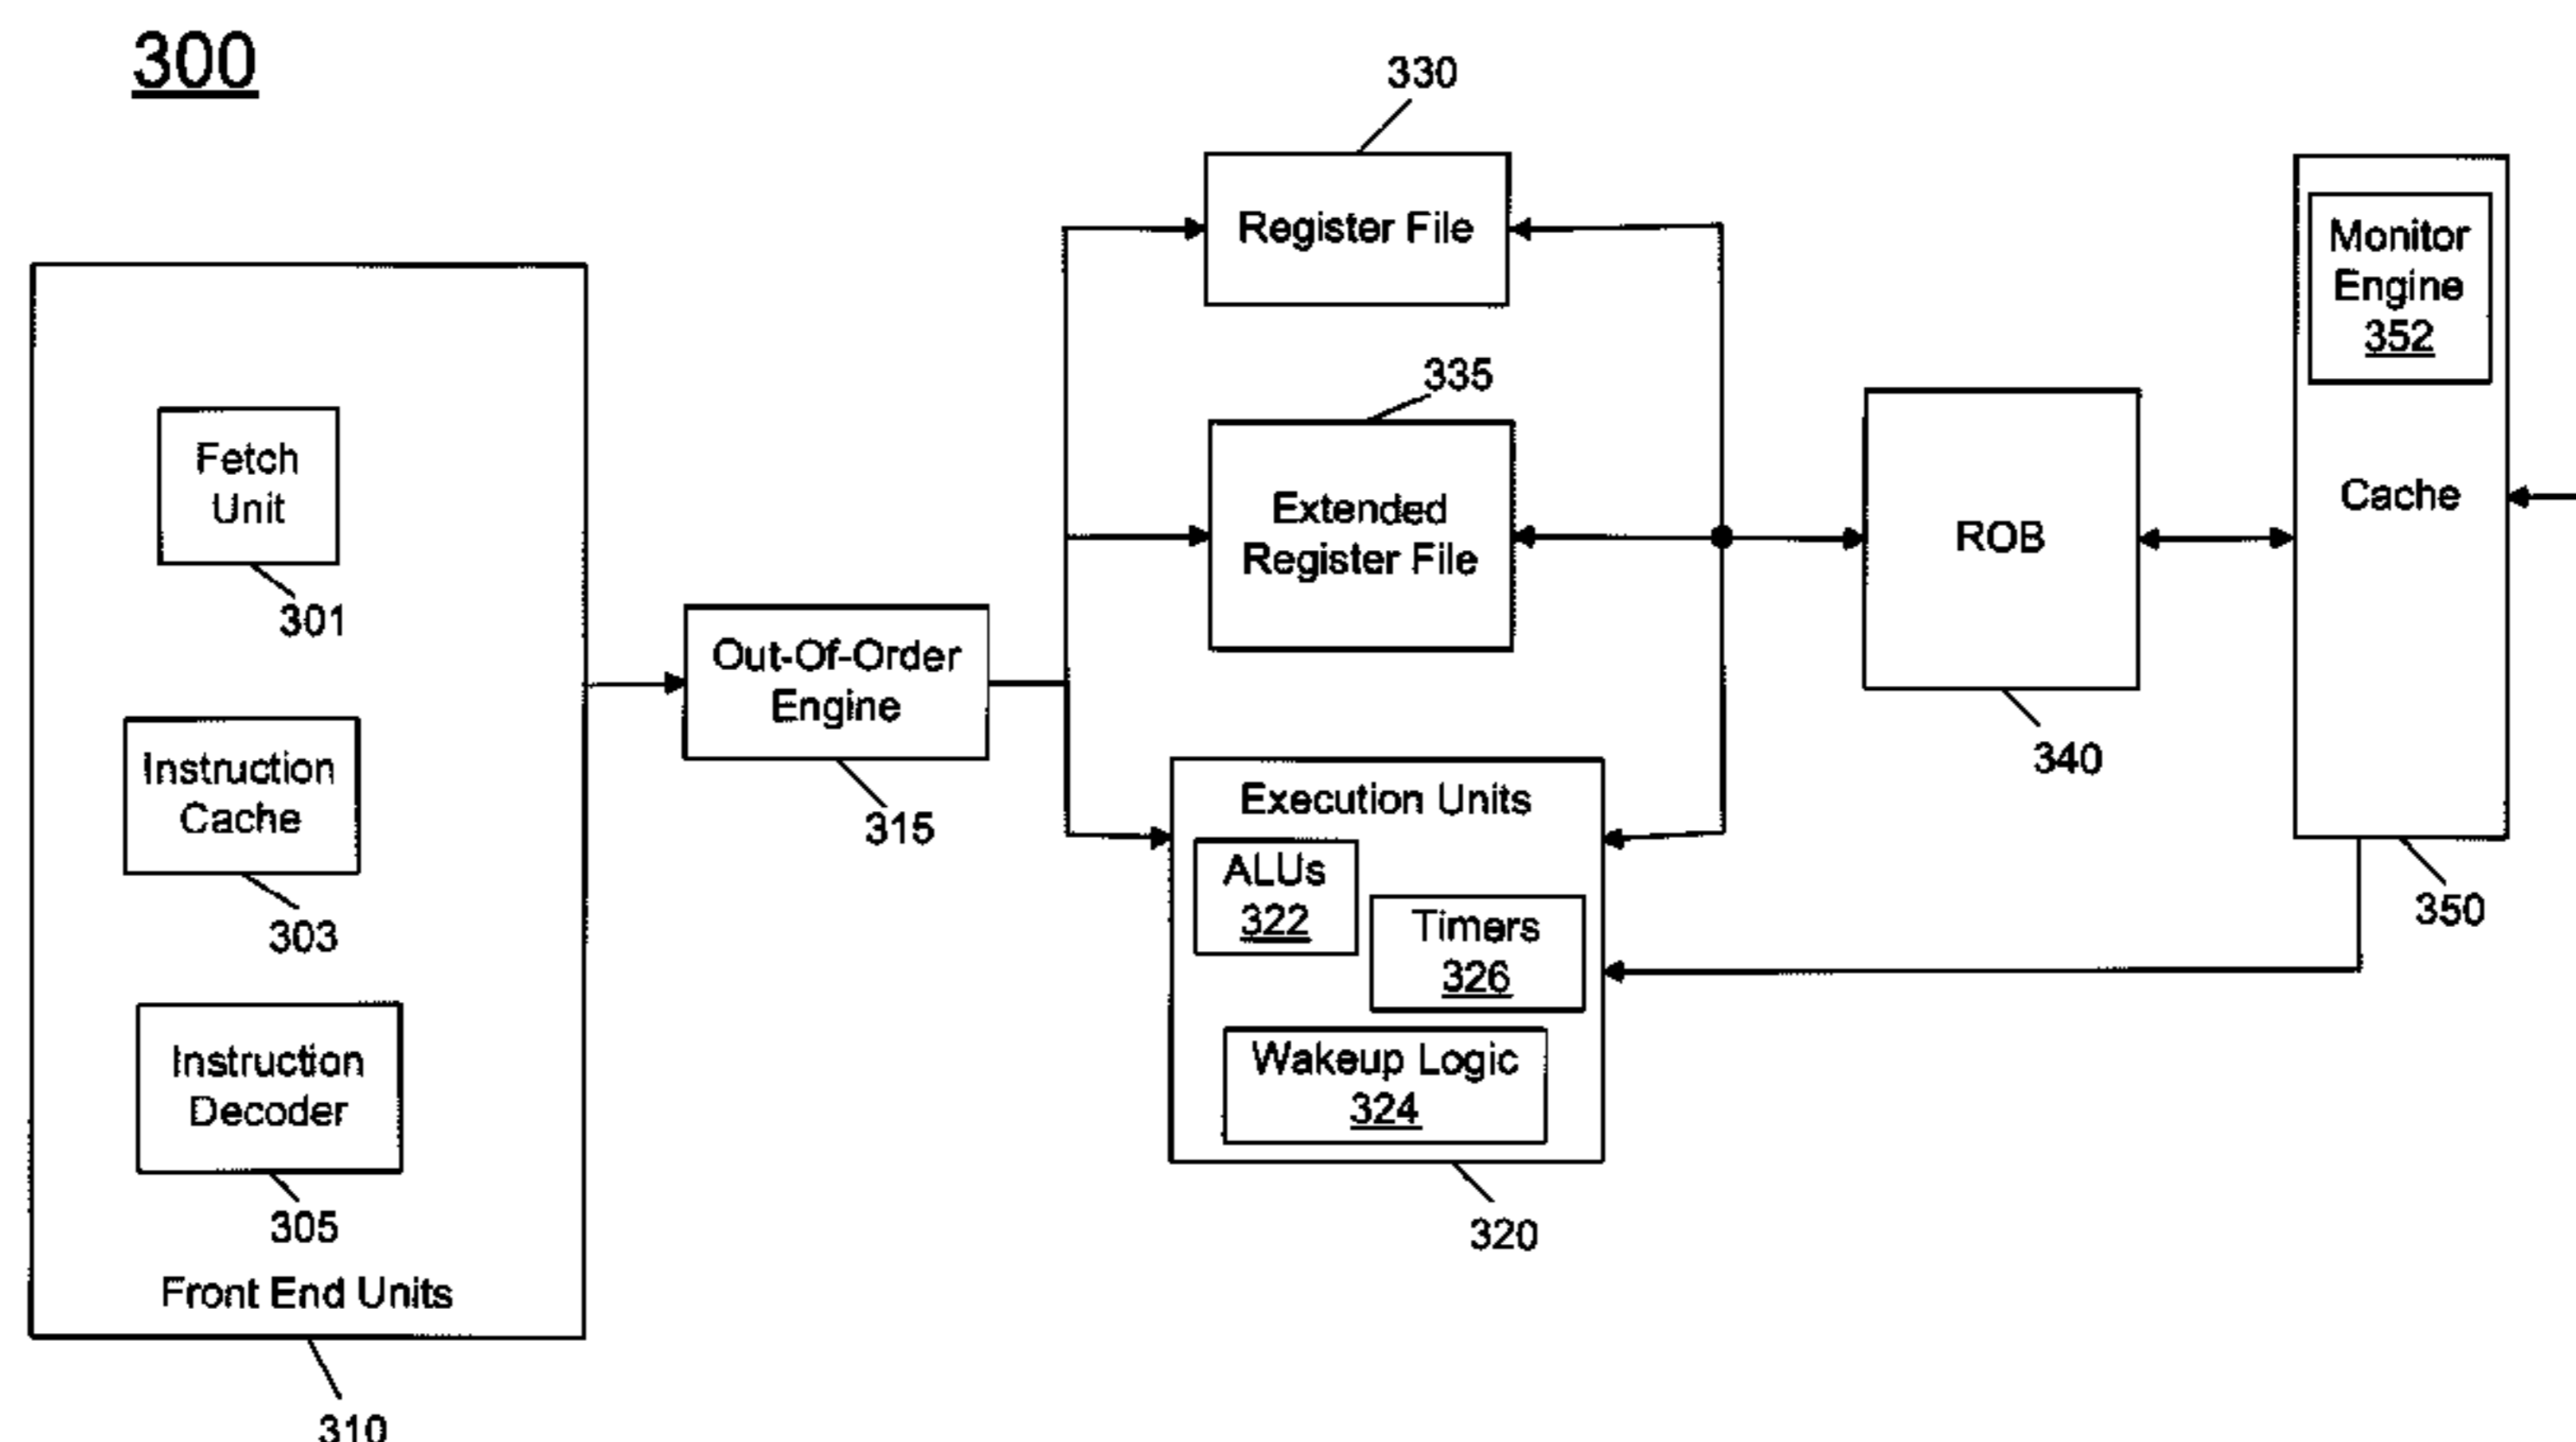 300
Fetch
Unit
301
Instruction
Cache
303
Instruction
Decoder
305
Front End Units
310
Out-Of-Order
Engine
315
330
Register File
335
Extended
Register File
Execution Units
ALUs
322
Timers
326
Wakeup Logic
324
320
ROB
340
Monitor
Engine
352
Cache
350